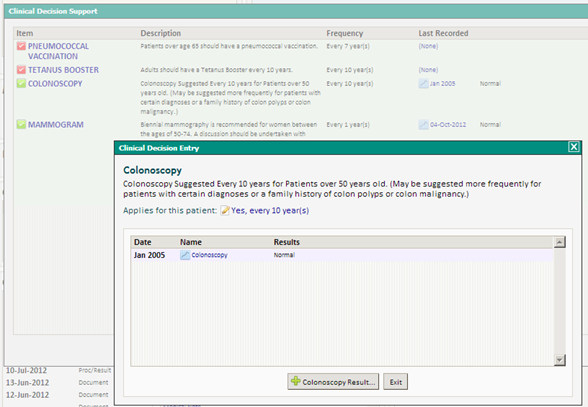 Clinical Decision Support
Item Description Frequency Last Recorded
PNEUMOCOCCAL Patients over age 65 should have a pneumococcal vaccination. Every 7 year(s) (None)
VACCINATION
TETANUS BOOSTER Adults should have a Tetanus Booster every 10 years. Every 10 year(s) (None)
COLONOSCOPY Colonoscopy Suggested Every 10 years for Patients over 50 Every 10 year(s) Jan 2005 Normal
years old. (May be suggested more frequently for patients with
certain diagnoses or a family history of colon polyps or colon
malignancy.)
MAMMOGRAM Biennial mammography is recommended for women between Every 1 year(s) 04-Oct-2012 Normal
the ages of 50-74. A discussion should be undertaken with
Clinical Decision Entry
Colonoscopy
Colonoscopy Suggested Every 10 years for Patients over 50 years old. (May be suggested more frequently for
patients with certain diagnoses or a family history of colon polyps or colon malignancy.)
Applies for this patient: Yes, every 10 year(s)
Date Name Results
Jan 2005 Colonoscopy Normal
Colonoscopy Result... Exit
10-Jul-2012 Proc/Result
13-Jun-2012 Document
12-Jun-2012 Document